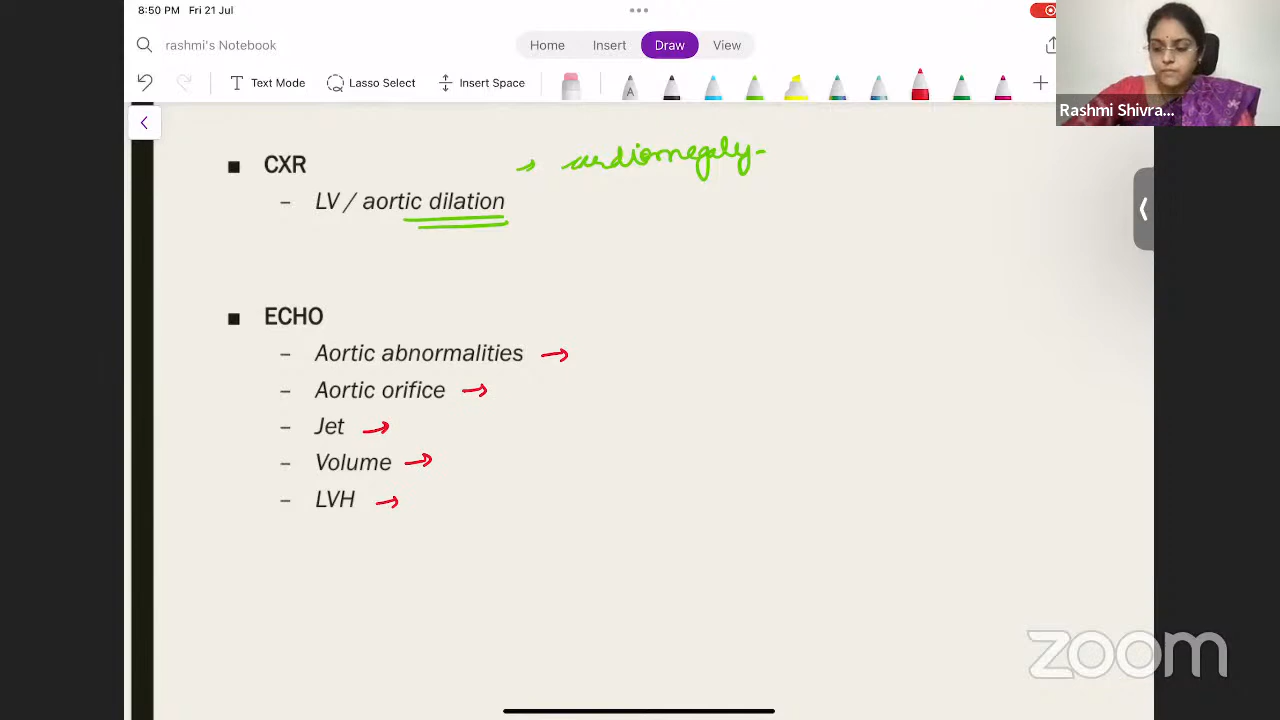 8:50 PM Fri 21 Jul
rashmi's Notebook
Home Insert Draw View
Text Mode Lasso Select Insert Space
A
Rashmi Shivra...
■ CXR
→ cardiomegaly-
– LV / aortic dilation
■ ECHO
– Aortic abnormalities →
– Aortic orifice →
– Jet →
– Volume →
– LVH →
zoom